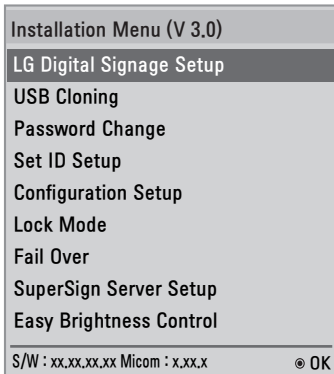 Installation Menu (V 3.0)
LG Digital Signage Setup
USB Cloning
Password Change
Set ID Setup
Configuration Setup
Lock Mode
Fail Over
SuperSign Server Setup
Easy Brightness Control
S/W : xx.xx.xx.xx Micom : x.xx.x ◉ OK